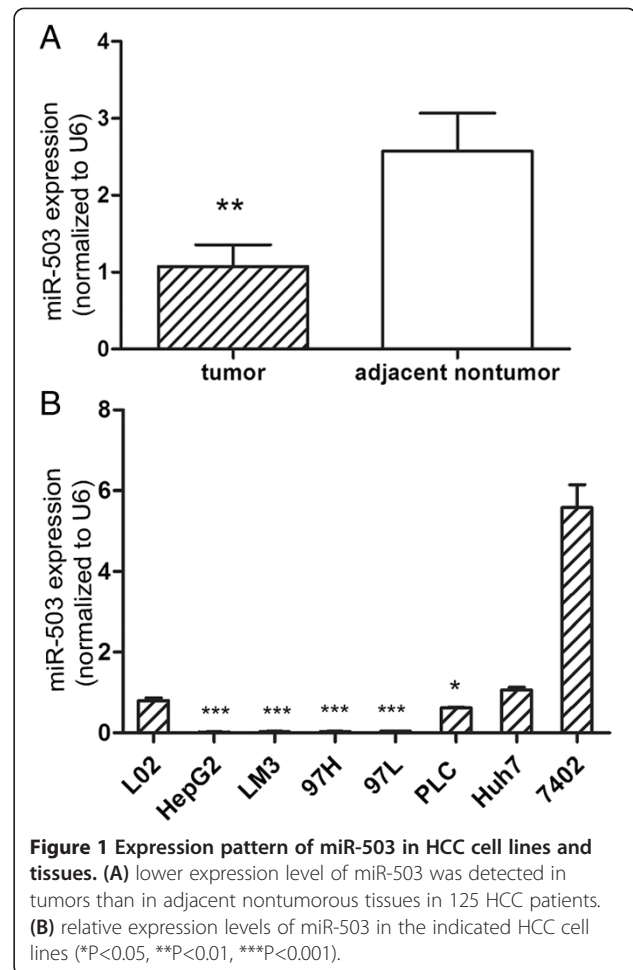 A
miR-503 expression
(normalized to U6)
4
3
2
1
0
**
tumor
adjacent nontumor
B
miR-503 expression
(normalized to U6)
8
6
4
2
0
***
***
***
***
*
L02
HepG2
LM3
97H
97L
PLC
Huh7
7402
Figure 1 Expression pattern of miR-503 in HCC cell lines and
tissues. (A) lower expression level of miR-503 was detected in
tumors than in adjacent nontumorous tissues in 125 HCC patients.
(B) relative expression levels of miR-503 in the indicated HCC cell
lines (*P<0.05, **P<0.01, ***P<0.001).